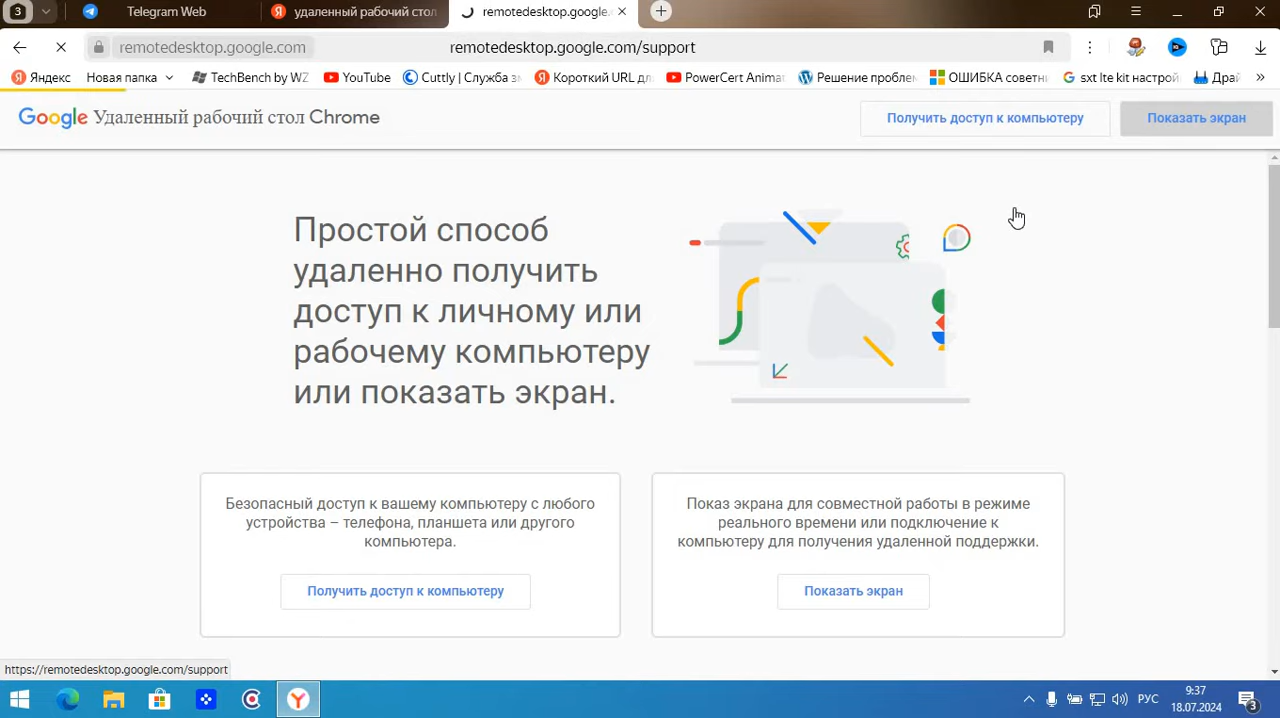 3
Telegram Web
удаленный рабочий стол
remotedesktop.google.
remotedesktop.google.com
remotedesktop.google.com/support
Яндекс
Новая папка
TechBench by WZ
YouTube
Cuttly | Служба
Короткий URL
PowerCert Animat
Решение проблем
ОШИБКА советни
sxt lte kit настрой
Драй
Google Удаленный рабочий стол Chrome
Получить доступ к компьютеру
Показать экран
Простой способ
удаленно получить
доступ к личному или
рабочему компьютеру
или показать экран.
Безопасный доступ к вашему компьютеру с любого
устройства – телефона, планшета или другого
компьютера.
Получить доступ к компьютеру
Показ экрана для совместной работы в режиме
реального времени или подключение к
компьютеру для получения удаленной поддержки.
Показать экран
https://remotedesktop.google.com/support
РУС
9:37
18.07.2024
3